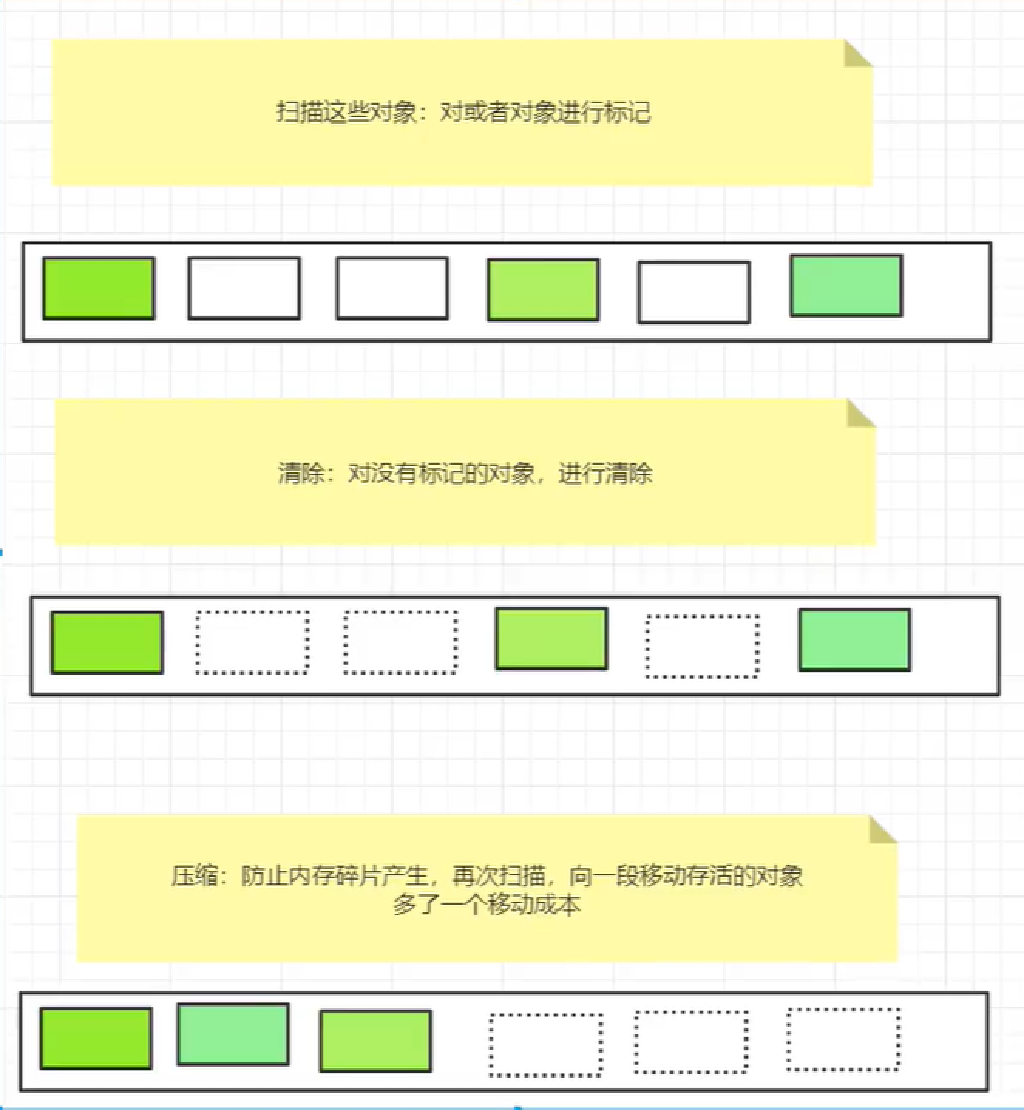 扫描这些对象：对或者对象进行标记
清除：对没有标记的对象，进行清除
压缩：防止内存碎片产生，再次扫描，向一段移动存活的对象
多了一个移动成本